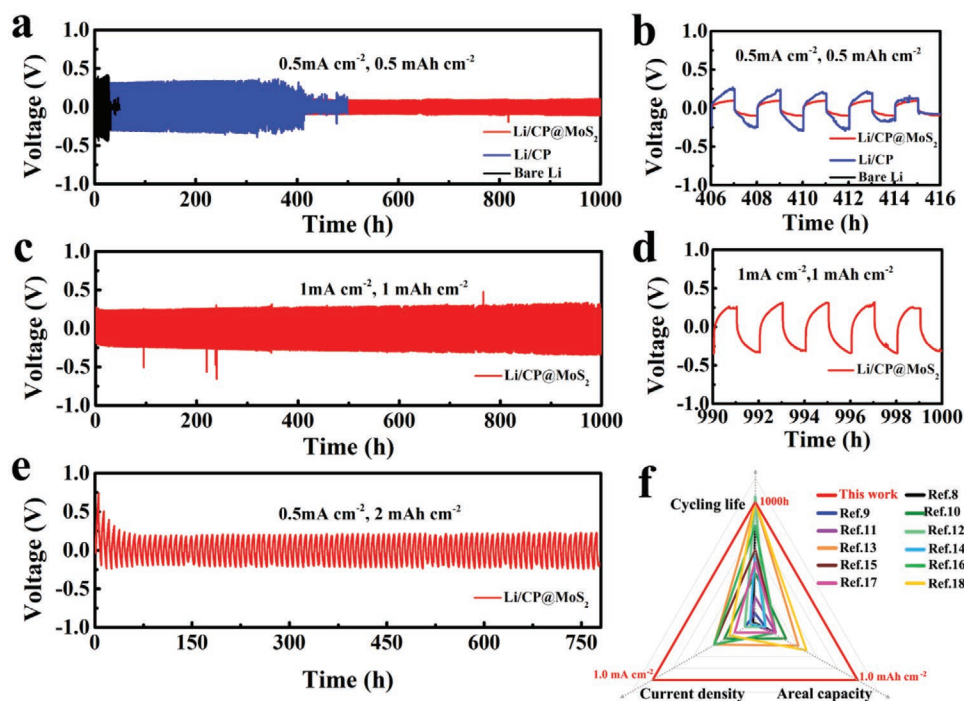 a
1.0
0.5
0.0
-0.5
-1.0
Voltage (V)
0.5mA cm-2, 0.5 mAh cm-2
Li/CP@MoS2
Li/CP
Bare Li
0 200 400 600 800 1000
Time (h)
b
1.0
0.5
0.0
-0.5
-1.0
Voltage (V)
0.5mA cm-2, 0.5 mAh cm-2
Li/CP@MoS2
Li/CP
Bare Li
406 408 410 412 414 416
Time (h)
c
1.0
0.5
0.0
-0.5
-1.0
Voltage (V)
1mA cm-2, 1 mAh cm-2
Li/CP@MoS2
0 200 400 600 800 1000
Time (h)
d
1.0
0.5
0.0
-0.5
-1.0
Voltage (V)
1mA cm-2,1 mAh cm-2
Li/CP@MoS2
990 992 994 996 998 1000
Time (h)
e
1.0
0.5
0.0
-0.5
-1.0
Voltage (V)
0.5mA cm-2, 2 mAh cm-2
Li/CP@MoS2
0 150 300 450 600 750
Time (h)
f
Cycling life
1000h
This work
Ref.8
Ref.9
Ref.10
Ref.11
Ref.12
Ref.13
Ref.14
Ref.15
Ref.16
Ref.17
Ref.18
1.0 mA cm-2
1.0 mAh cm-2
Current density
Areal capacity